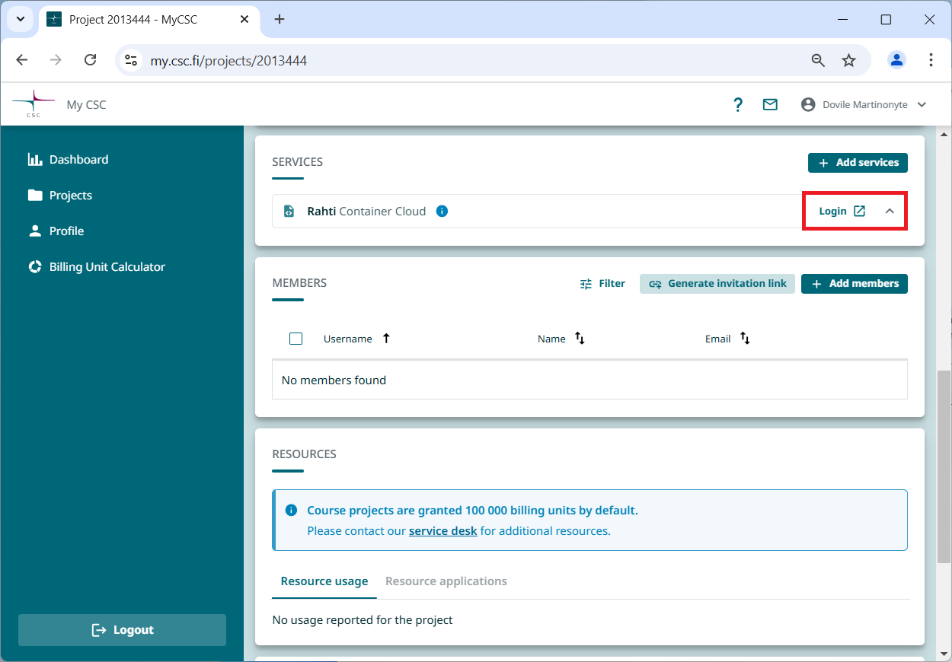 Project 2013444 - MyCSC
my.csc.fi/projects/2013444
CSC
My CSC
?
Dovile Martinonyte
Dashboard
Projects
Profile
Billing Unit Calculator
Logout
SERVICES
Add services
Rahti Container Cloud
Login
MEMBERS
Filter
Generate invitation link
Add members
Username
Name
Email
No members found
RESOURCES
Course projects are granted 100 000 billing units by default.
Please contact our service desk for additional resources.
Resource usage
Resource applications
No usage reported for the project